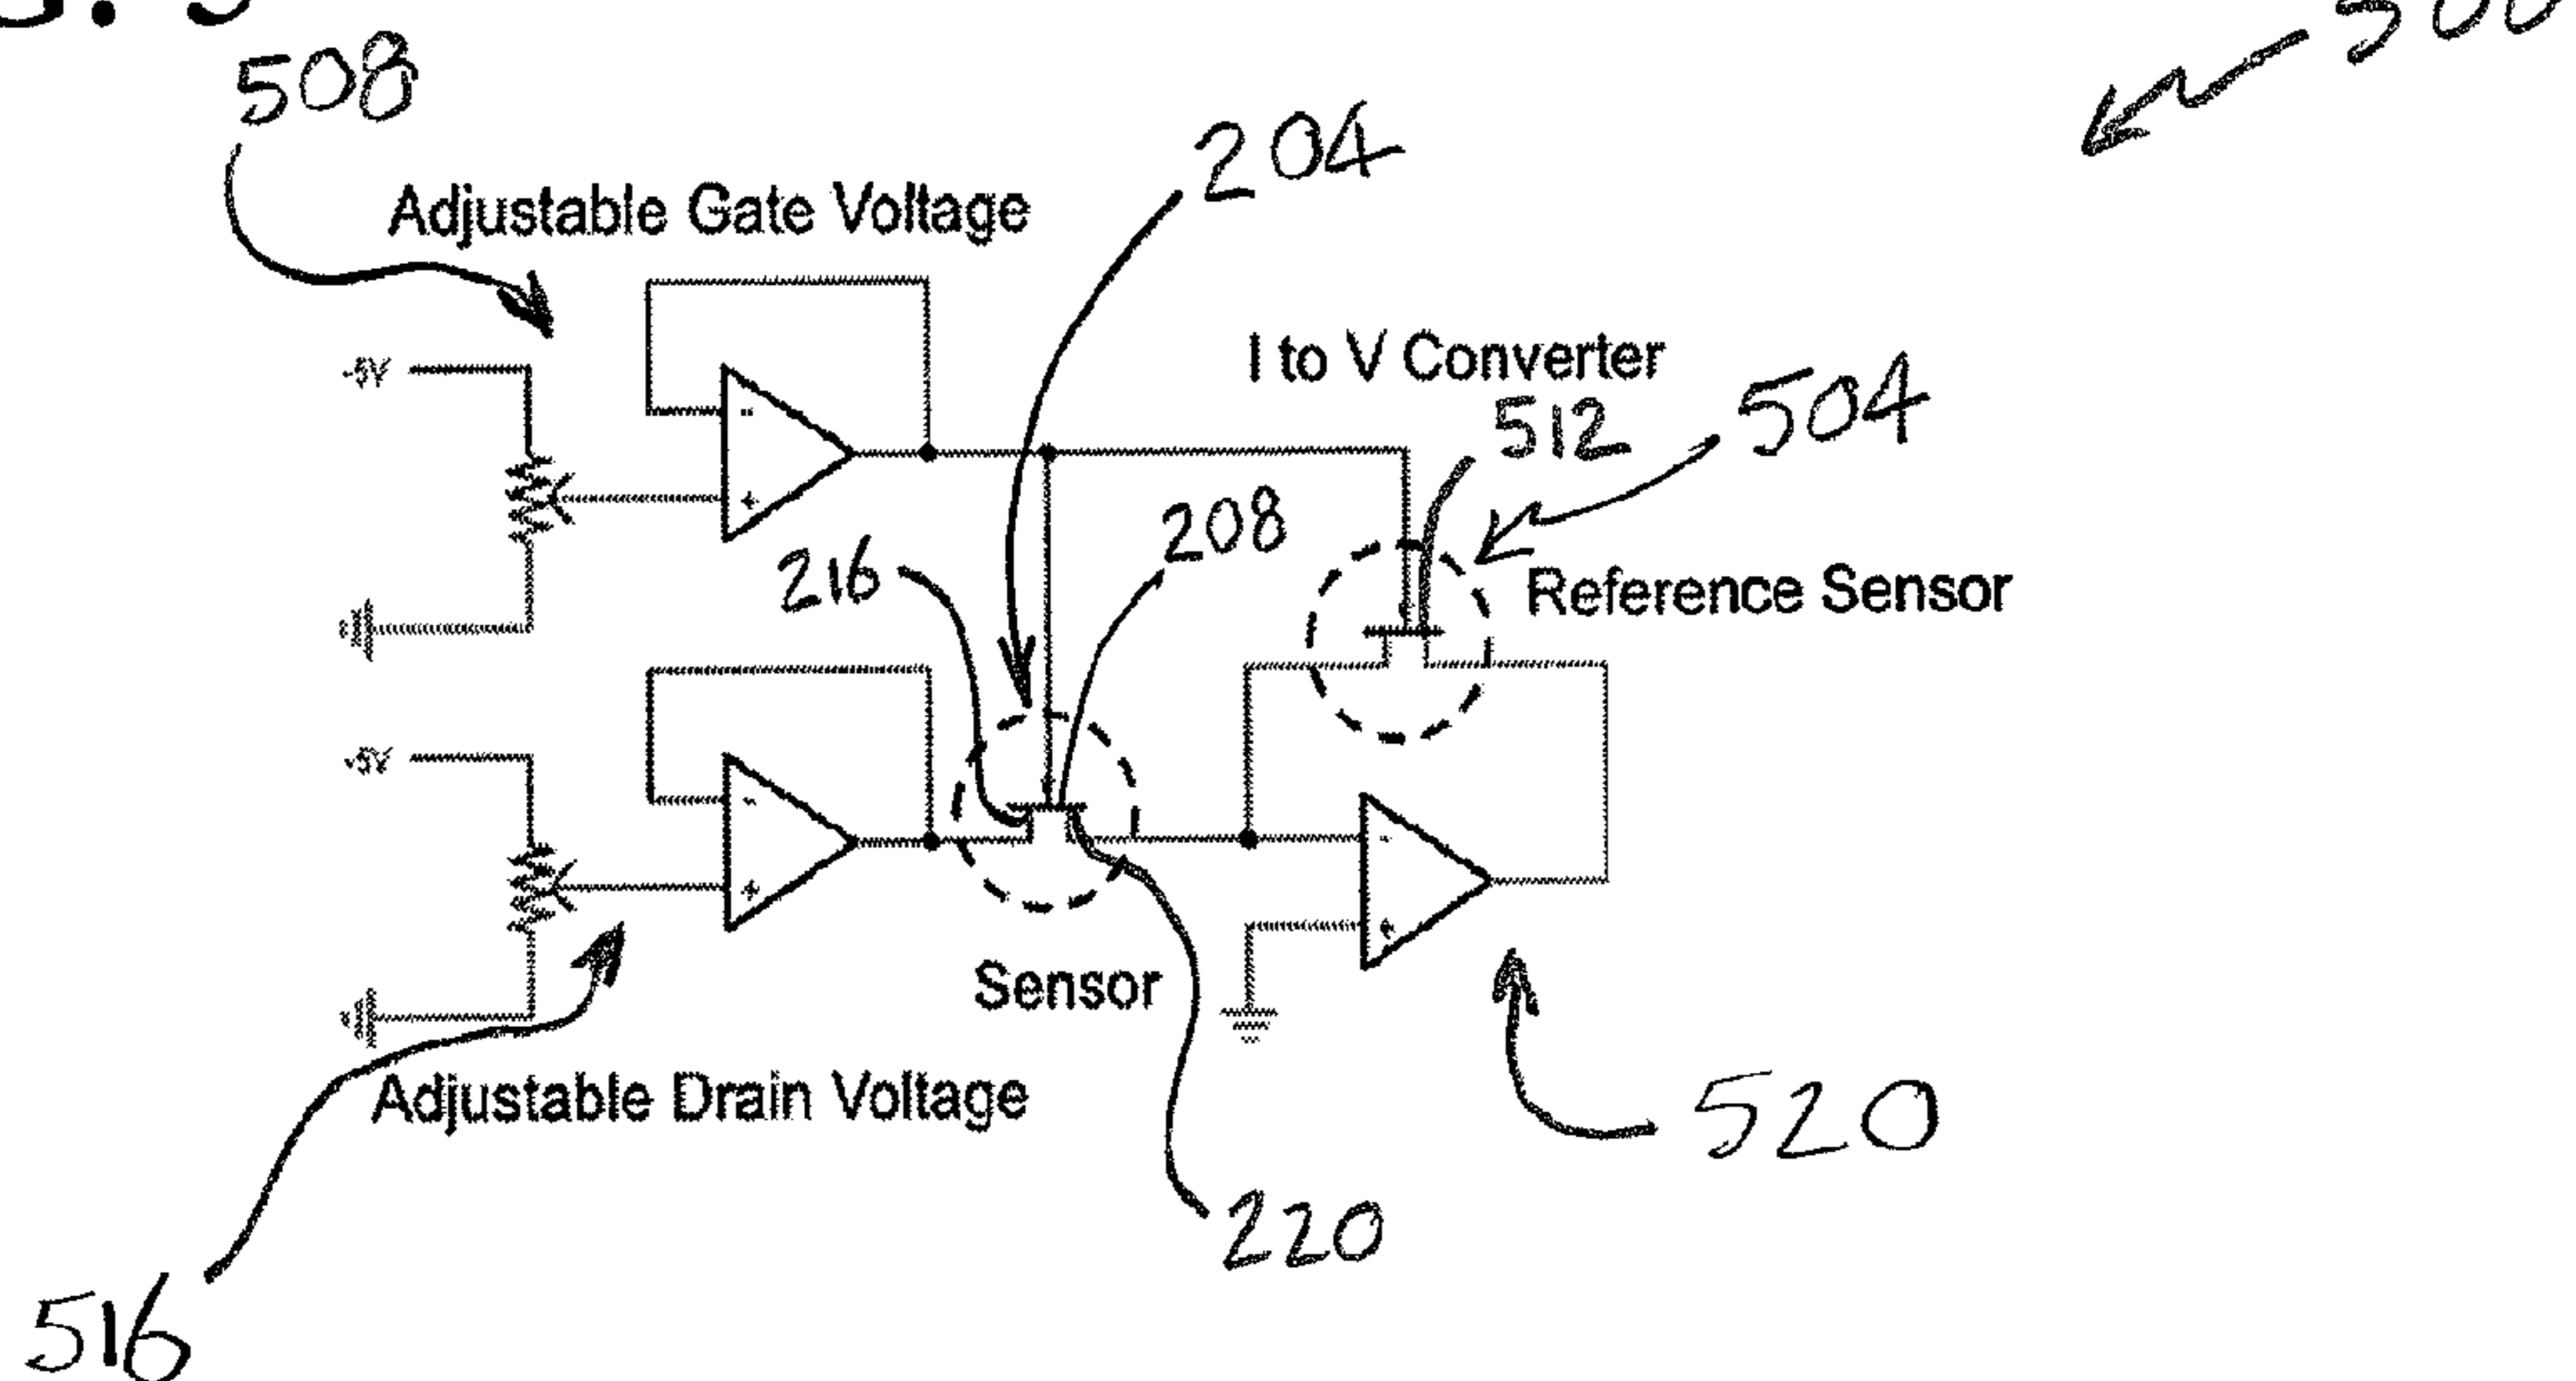 508
204
Adjustable Gate Voltage
I to V Converter
-5V
512
504
208
216
Reference Sensor
-5V
Sensor
Adjustable Drain Voltage
520
220
516